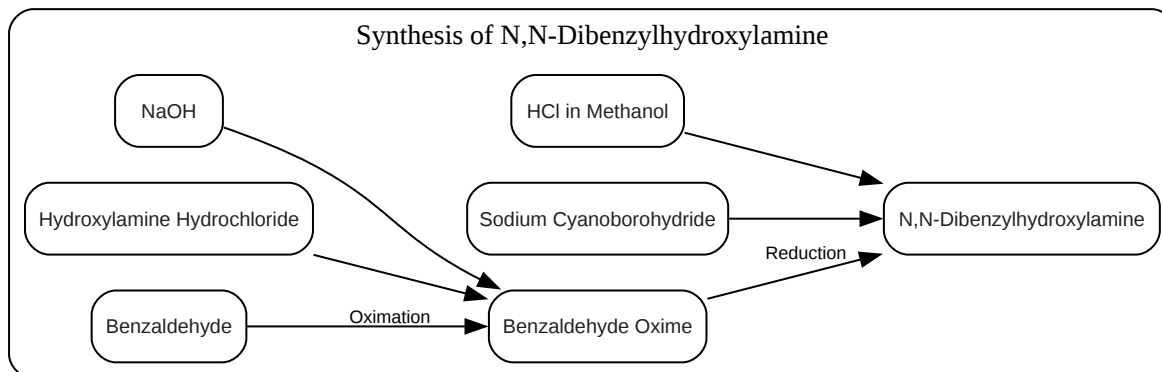 Synthesis of N,N-Dibenzylhydroxylamine
NaOH
HCl in Methanol
Hydroxylamine Hydrochloride
Sodium Cyanoborohydride
N,N-Dibenzylhydroxylamine
Reduction
Benzaldehyde
Oximation
Benzaldehyde Oxime